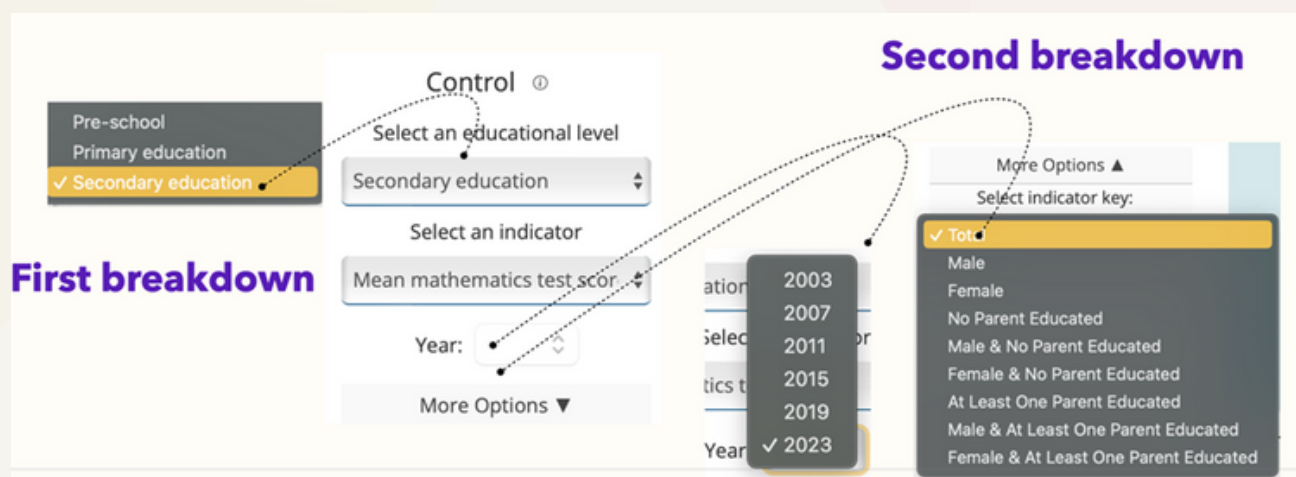 Second breakdown
Control
Pre-school
Primary education
✓ Secondary education
Select an educational level
Secondary education
Select an indicator
First breakdown
Mean mathematics test scor
Year:
More Options ▼
ation
Selec
or
tics t
Year
2003
2007
2011
2015
2019
✓ 2023
More Options ▲
Select indicator key:
✓ Total
Male
Female
No Parent Educated
Male & No Parent Educated
Female & No Parent Educated
At Least One Parent Educated
Male & At Least One Parent Educated
Female & At Least One Parent Educated